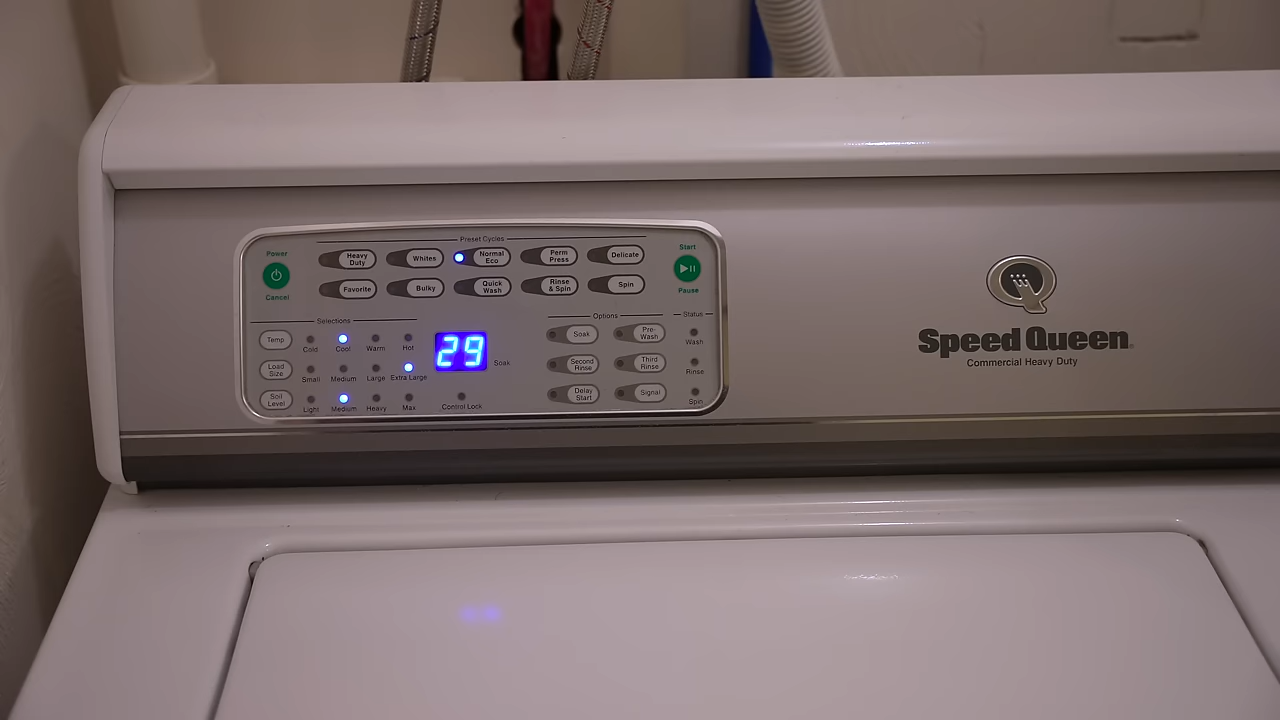 Preset Cycles
Power
Heavy Duty
Whites
Normal Eco
Perm Press
Delicate
Start
Cancel
Favorite
Bulky
Quick Wash
Rinse & Spin
Spin
Pause
Selections
Options
Status
Temp
Cold
Cool
Warm
Hot
29
Soak
Soak
Pre-Wash
Wash
Load Size
Small
Medium
Large
Extra Large
Second Rinse
Third Rinse
Rinse
Soil Level
Light
Medium
Heavy
Max
Control Lock
Delay Start
Signal
Spin
Speed Queen
Commercial Heavy Duty